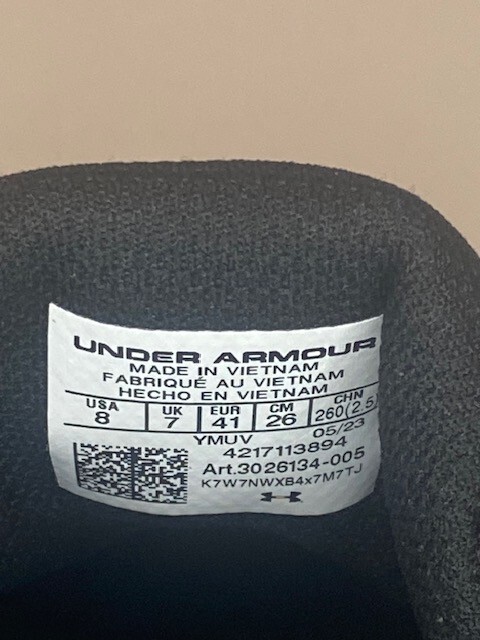 UNDER ARMOUR
MADE IN VIETNAM
FABRIQUÉ AU VIETNAM
HECHO EN VIETNAM
USA UK EUR CM CHN
8 7 41 26 260(2.5)
YMUV 05/23
4217113894
Art.3026134-005
K7W7NWXB4x7M7TJ